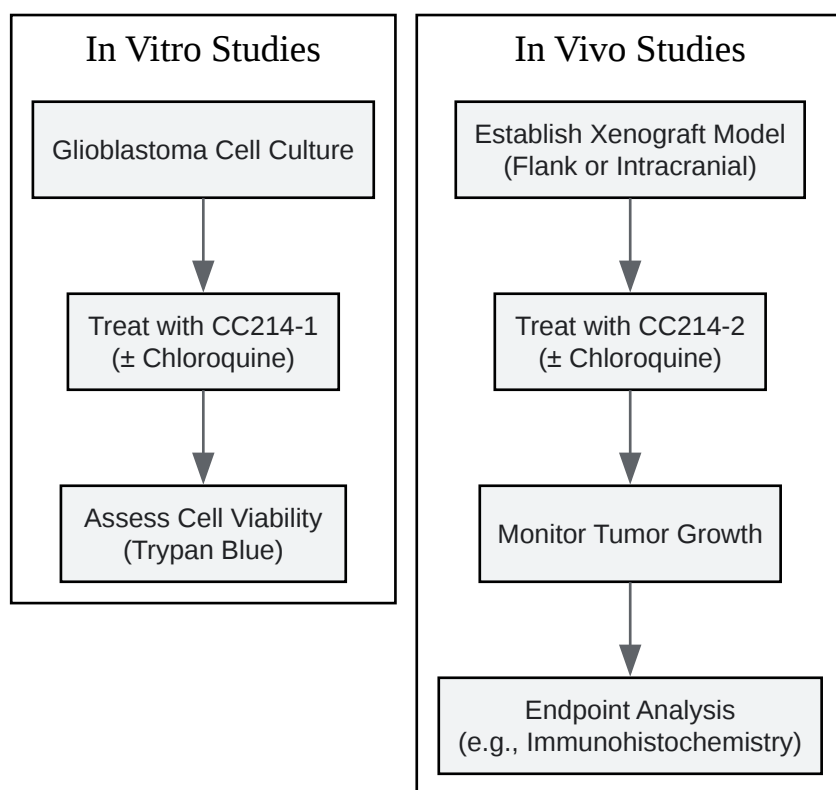 In Vitro Studies
Glioblastoma Cell Culture
Treat with CC214-1
(± Chloroquine)
Assess Cell Viability
(Trypan Blue)
In Vivo Studies
Establish Xenograft Model
(Flank or Intracranial)
Treat with CC214-2
(± Chloroquine)
Monitor Tumor Growth
Endpoint Analysis
(e.g., Immunohistochemistry)